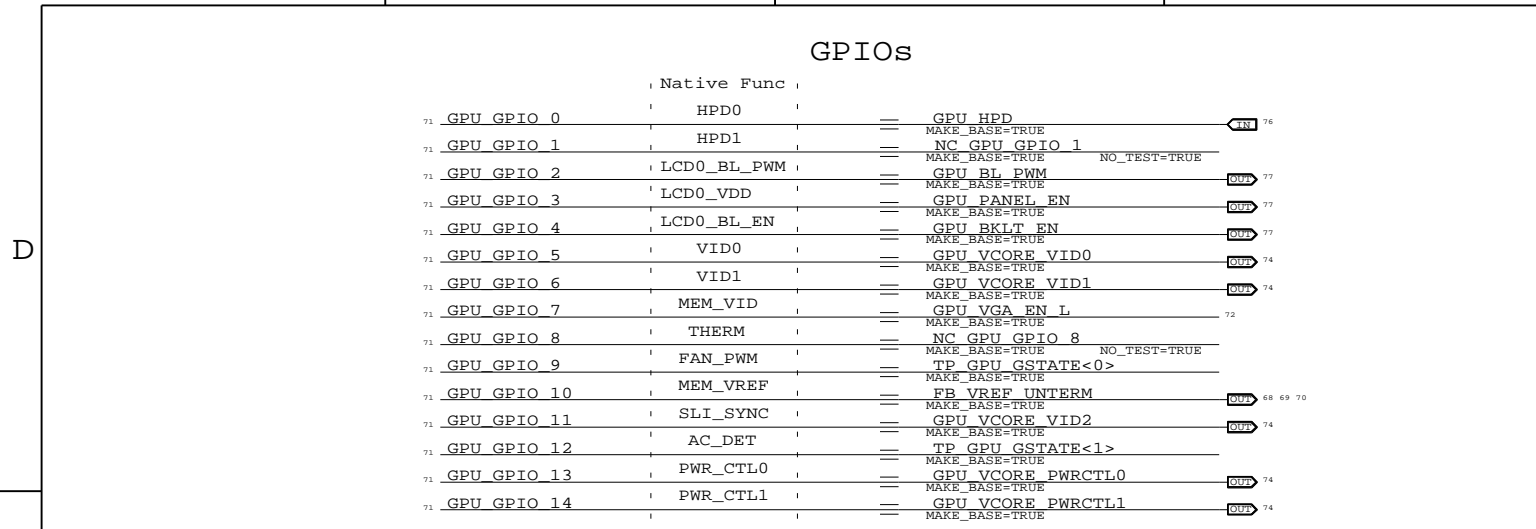 GPIOs
Native Func
71 GPU_GPIO_0 HPD0 GPU_HPD IN 76
MAKE_BASE=TRUE
71 GPU_GPIO_1 HPD1 NC_GPU_GPIO_1
MAKE_BASE=TRUE NO_TEST=TRUE
71 GPU_GPIO_2 LCD0_BL_PWM GPU_BL_PWM OUT 77
MAKE_BASE=TRUE
71 GPU_GPIO_3 LCD0_VDD GPU_PANEL_EN OUT 77
MAKE_BASE=TRUE
71 GPU_GPIO_4 LCD0_BL_EN GPU_BKLT_EN OUT 77
MAKE_BASE=TRUE
D
71 GPU_GPIO_5 VID0 GPU_VCORE_VID0 OUT 74
MAKE_BASE=TRUE
71 GPU_GPIO_6 VID1 GPU_VCORE_VID1 OUT 74
MAKE_BASE=TRUE
71 GPU_GPIO_7 MEM_VID GPU_VGA_EN_L 72
MAKE_BASE=TRUE
71 GPU_GPIO_8 THERM NC_GPU_GPIO_8
MAKE_BASE=TRUE NO_TEST=TRUE
71 GPU_GPIO_9 FAN_PWM TP_GPU_GSTATE<0>
MAKE_BASE=TRUE
71 GPU_GPIO_10 MEM_VREF FB_VREF_UNTERM OUT 68 69 70
MAKE_BASE=TRUE
71 GPU_GPIO_11 SLI_SYNC GPU_VCORE_VID2 OUT 74
MAKE_BASE=TRUE
71 GPU_GPIO_12 AC_DET TP_GPU_GSTATE<1>
MAKE_BASE=TRUE
71 GPU_GPIO_13 PWR_CTL0 GPU_VCORE_PWRCTL0 OUT 74
MAKE_BASE=TRUE
71 GPU_GPIO_14 PWR_CTL1 GPU_VCORE_PWRCTL1 OUT 74
MAKE_BASE=TRUE